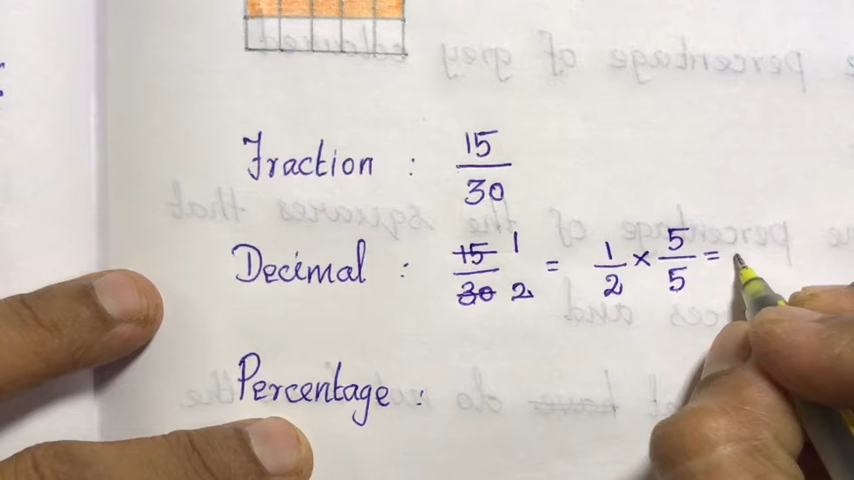 Fraction : 15/30
Decimal : 15/30 1/2 = 1/2 × 5/5 =
Percentage :